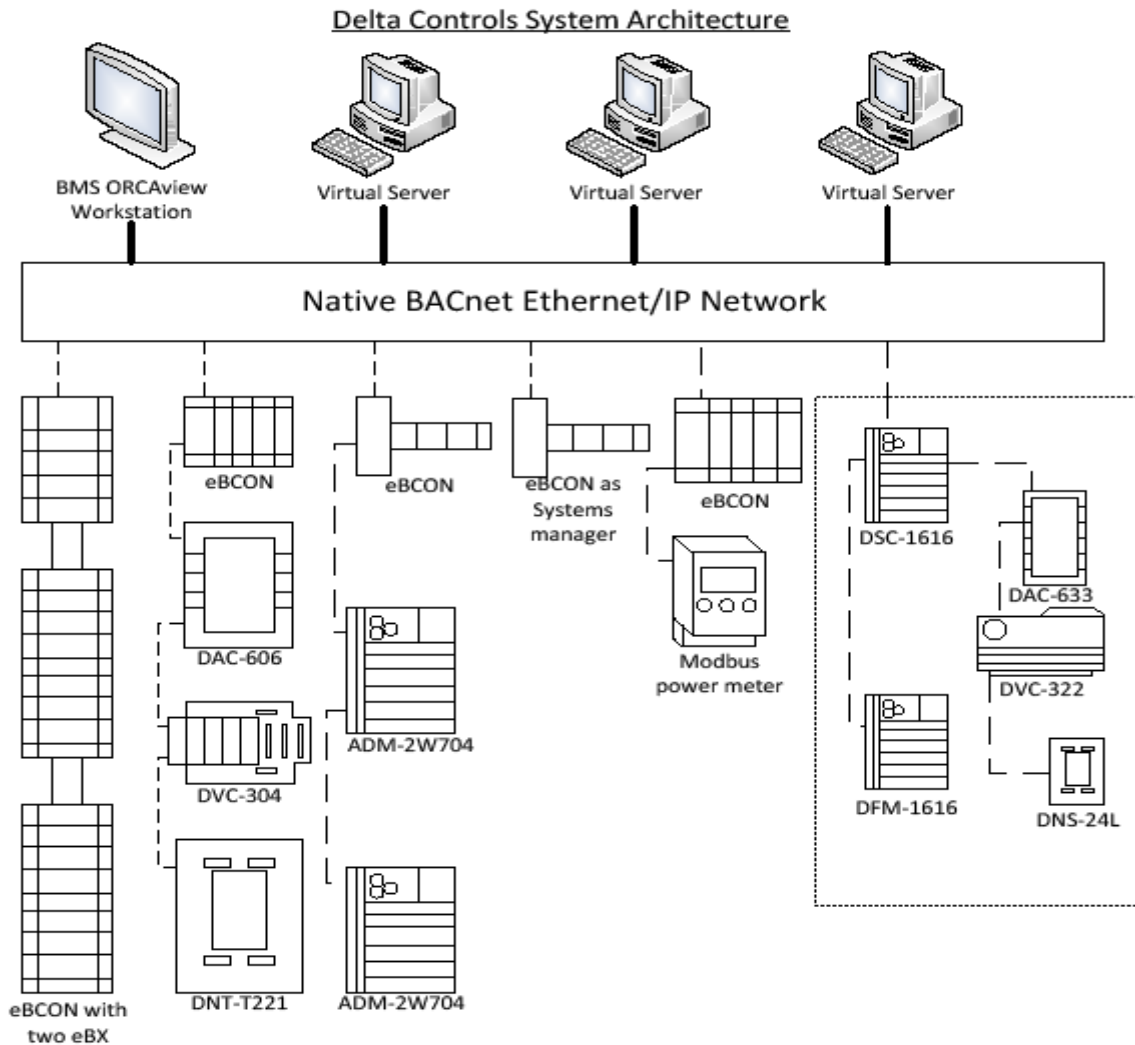 Delta Controls System Architecture
BMS ORCAview
Workstation
Virtual Server
Virtual Server
Virtual Server
Native BACnet Ethernet/IP Network
eBCON with
two eBX
eBCON
DAC-606
DVC-304
DNT-T221
eBCON
ADM-2W704
ADM-2W704
eBCON as
Systems
manager
eBCON
Modbus
power meter
DSC-1616
DAC-633
DVC-322
DFM-1616
DNS-24L